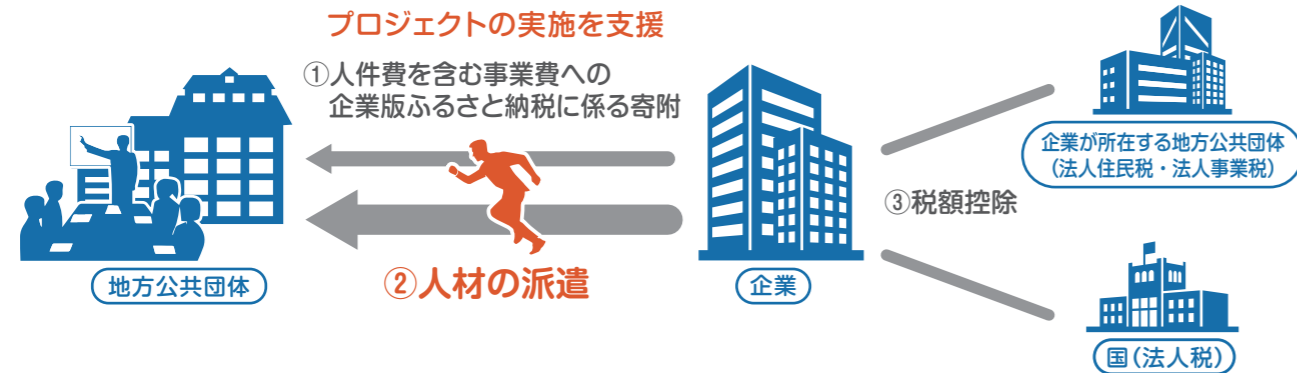 プロジェクトの実施を支援
①人件費を含む事業費への
企業版ふるさと納税に係る寄附
②人材の派遣
地方公共団体
企業
③税額控除
企業が所在する地方公共団体
（法人住民税・法人事業税）
国（法人税）